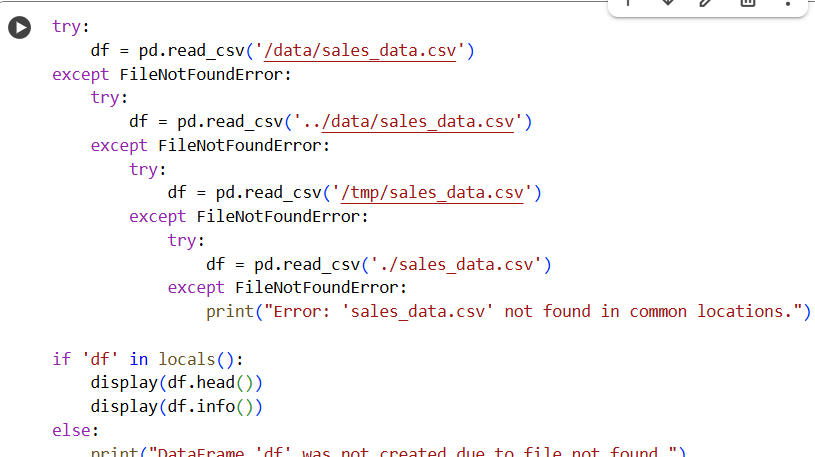 try:
    df = pd.read_csv('/data/sales_data.csv')
except FileNotFoundError:
    try:
        df = pd.read_csv('../data/sales_data.csv')
    except FileNotFoundError:
        try:
            df = pd.read_csv('/tmp/sales_data.csv')
        except FileNotFoundError:
            try:
                df = pd.read_csv('./sales_data.csv')
            except FileNotFoundError:
                print("Error: 'sales_data.csv' not found in common locations.")
if 'df' in locals():
    display(df.head())
    display(df.info())
else:
    print("DataFrame 'df' was not created due to file not found.")